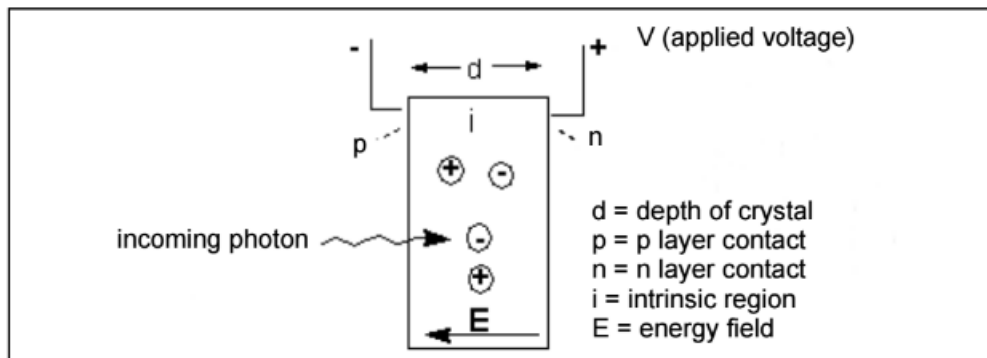 - + V (applied voltage)
d
p i n
+ -
incoming photon -
+
E
d = depth of crystal
p = p layer contact
n = n layer contact
i = intrinsic region
E = energy field